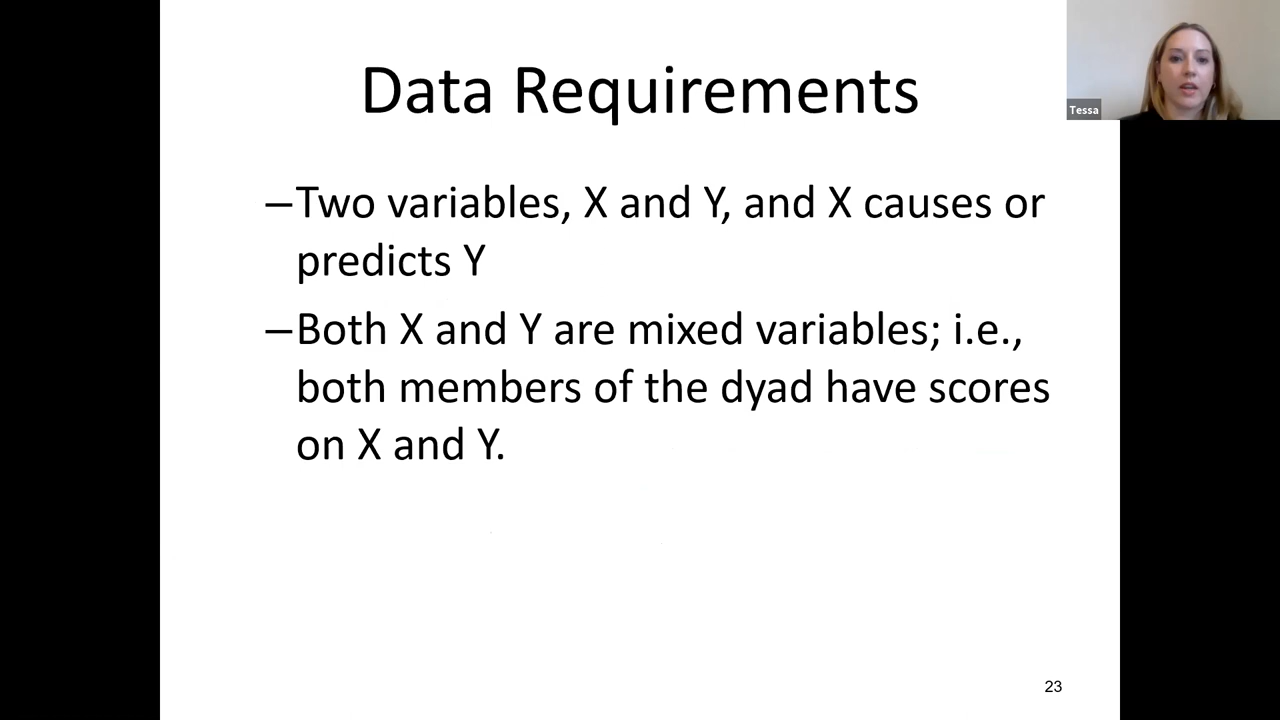 Data Requirements
Tessa
–Two variables, X and Y, and X causes or
predicts Y
–Both X and Y are mixed variables; i.e.,
both members of the dyad have scores
on X and Y.
23